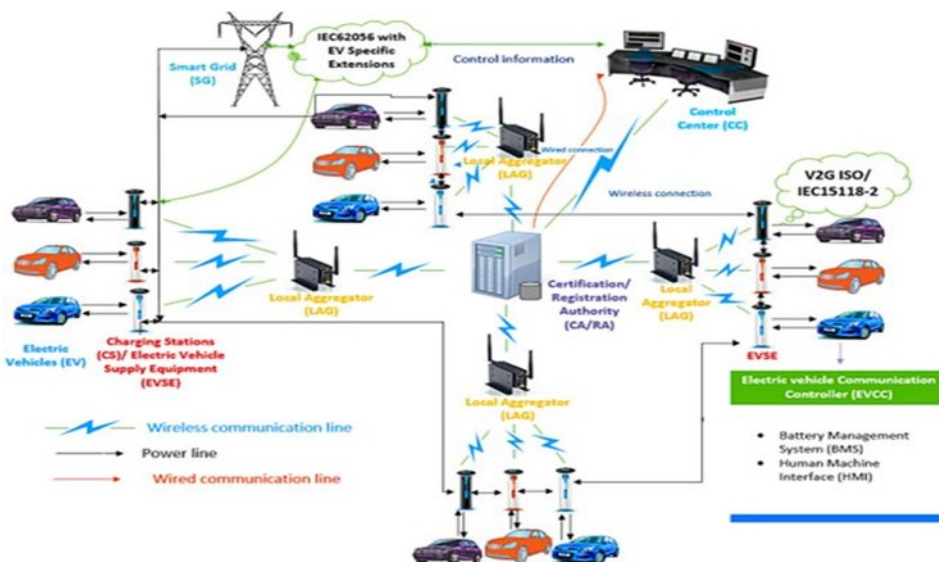 IEC62056 with
EV Specific
Extensions
Smart Grid
(SG)
Control information
Control
Center (CC)
Local Aggregator
(LAG)
Wired connection
Wireless connection
V2G ISO/
IEC15118-2
Local Aggregator
(LAG)
Certification/
Registration
Authority
(CA/RA)
Local
Aggregator
(LAG)
Electric
Vehicles (EV)
Charging Stations
(CS)/ Electric Vehicle
Supply Equipment
(EVSE)
EVSE
Local Aggregator
(LAG)
Electric vehicle Communication
Controller (EVCC)
• Battery Management
System (BMS)
• Human Machine
Interface (HMI)
Wireless communication line
Power line
Wired communication line